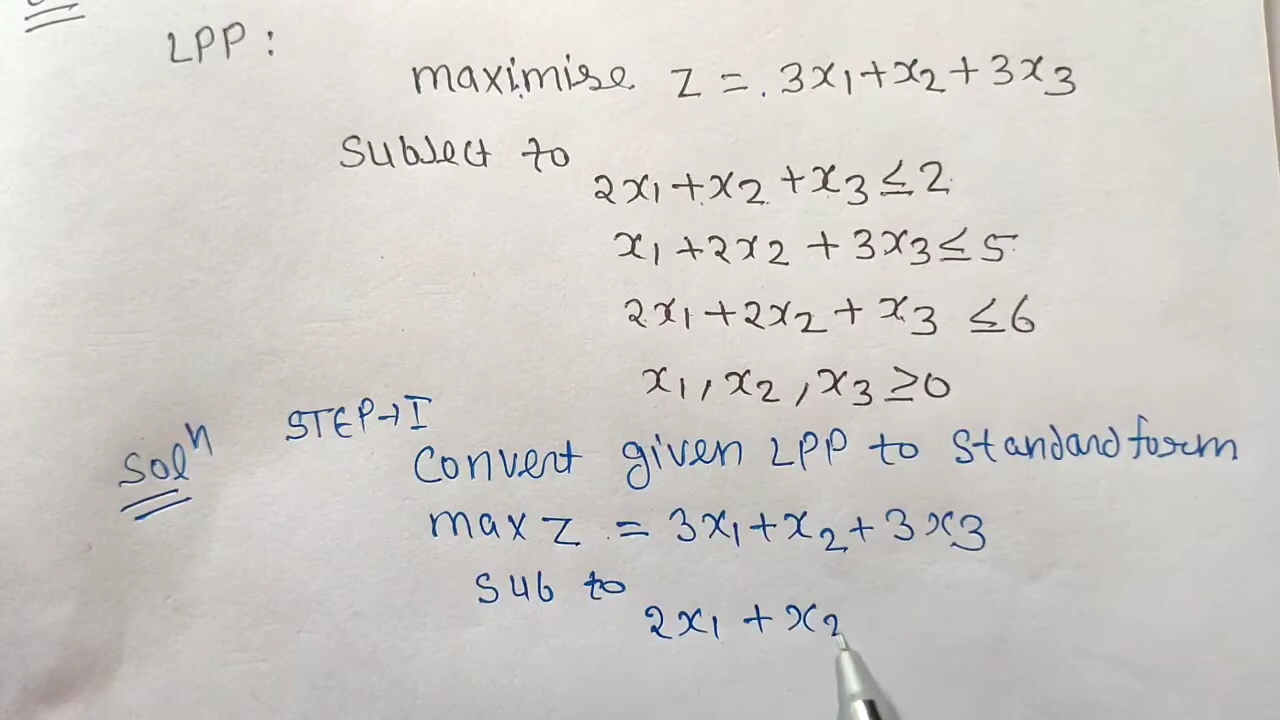 LPP:
maximise z = 3x₁+x₂+3x₃
Subject to
2x₁+x₂+x₃≤2
x₁+2x₂+3x₃≤5
2x₁+2x₂+x₃ ≤6
x₁,x₂,x₃≥0
Solⁿ STEP→I
Convert given LPP to Standard form
max z = 3x₁+x₂+3x₃
sub to
2x₁+x₂